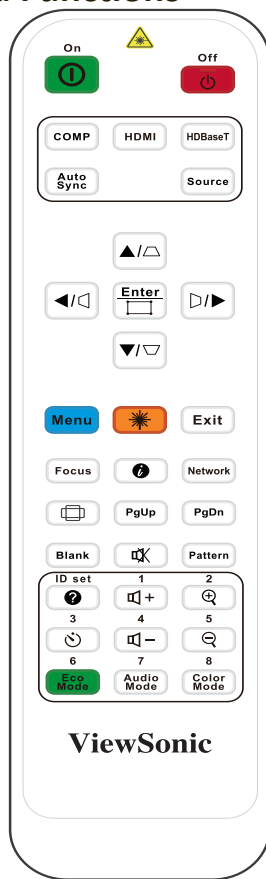 On
Off
COMP HDMI HDBaseT
Auto
Sync
Source
Enter
Menu Exit
Focus Network
PgUp PgDn
Blank Pattern
ID set 1 2
+
3 4 5
6 7 8
Eco
Mode
Audio
Mode
Color
Mode
ViewSonic